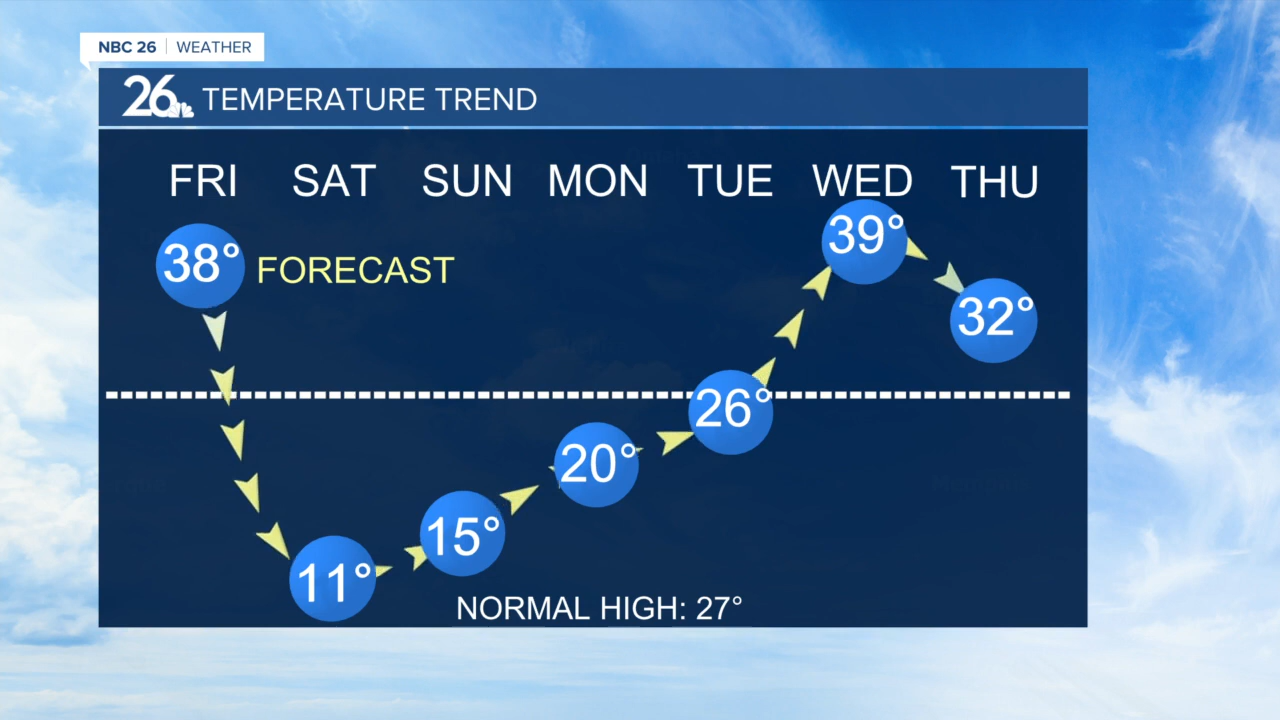 NBC 26 | WEATHER
26 TEMPERATURE TREND
FRI SAT SUN MON TUE WED THU
38° FORECAST
39°
32°
26°
20°
15°
11°
NORMAL HIGH: 27°